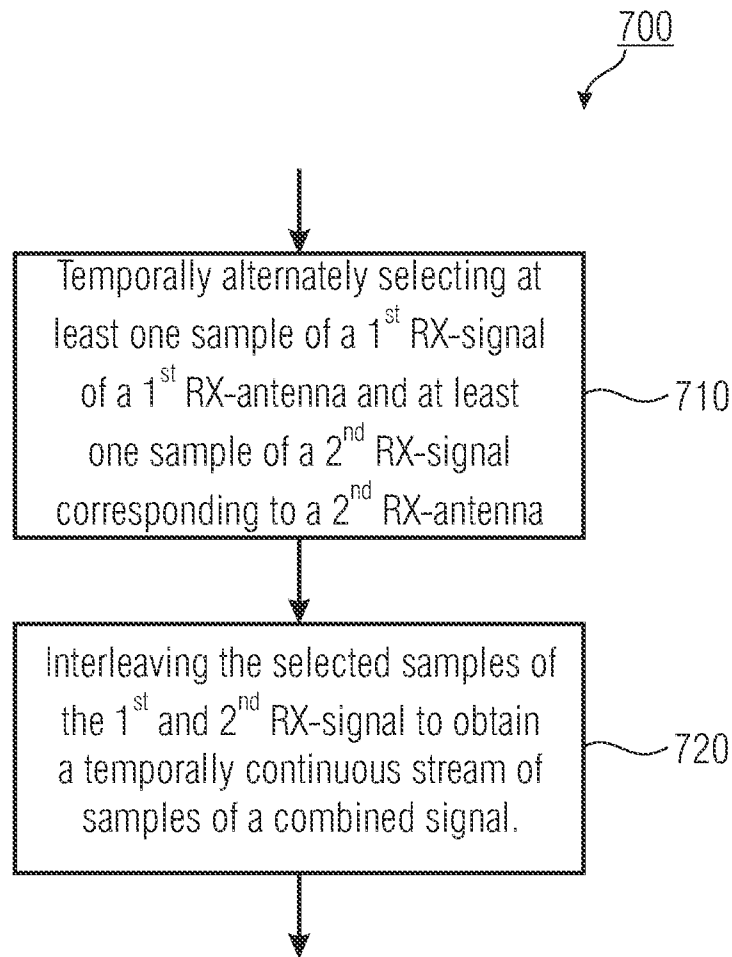 700
Temporally alternately selecting at
least one sample of a 1st RX-signal
of a 1st RX-antenna and at least
one sample of a 2nd RX-signal
corresponding to a 2nd RX-antenna
710
Interleaving the selected samples of
the 1st and 2nd RX-signal to obtain
a temporally continuous stream of
samples of a combined signal.
720